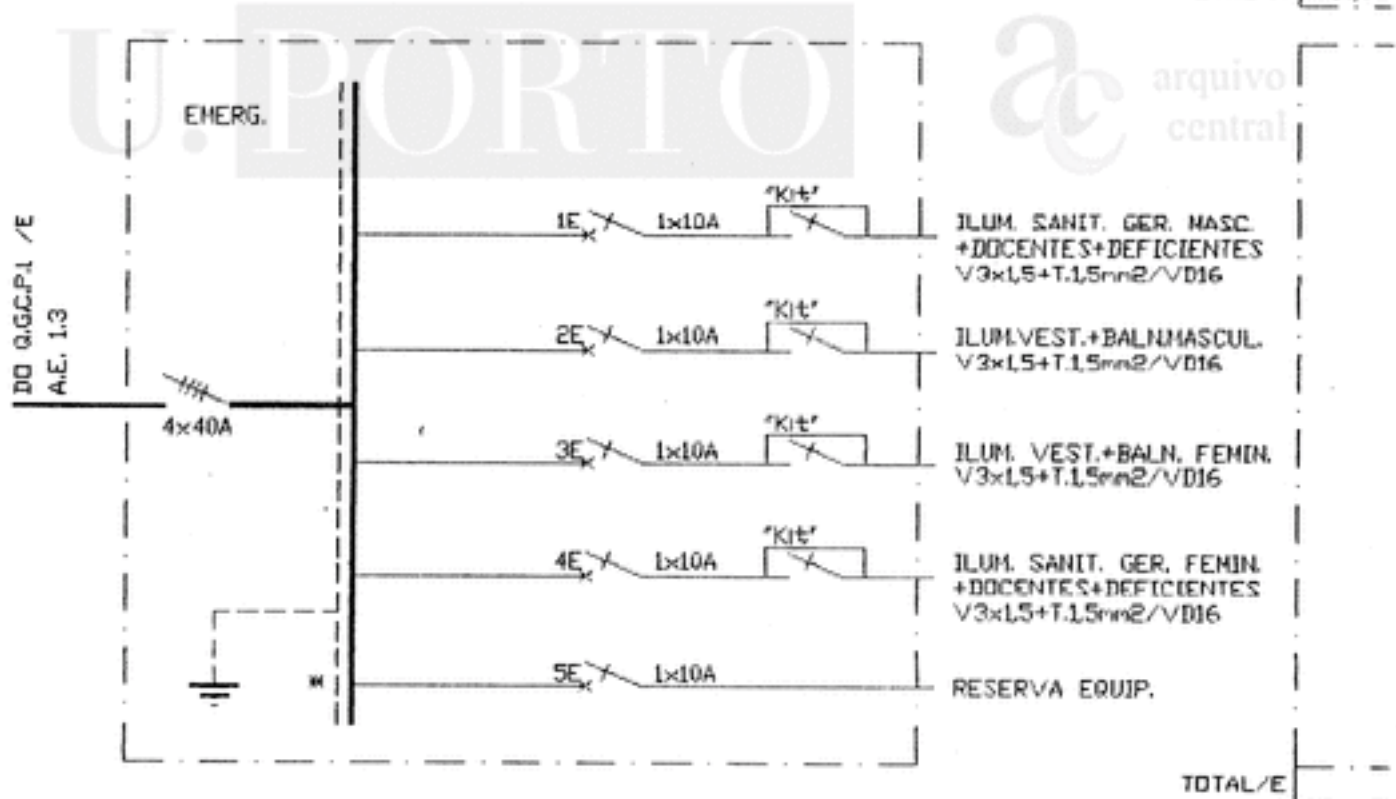 U. PORTO
ac arquivo
central
EMERG.
DO Q.G.C.P.1 /E
A.E. 1.3
4x40A
1E 1x10A "Kit"
ILUM. SANIT. GER. MASC.
+DOCENTES+DEFICIENTES
V3x1,5+T.1,5mm2/VD16
2E 1x10A "Kit"
ILUM.VEST.+BALN.MASCUL.
V3x1,5+T.1,5mm2/VD16
3E 1x10A "Kit"
ILUM. VEST.+BALN. FEMIN.
V3x1,5+T.1,5mm2/VD16
4E 1x10A "Kit"
ILUM. SANIT. GER. FEMIN.
+DOCENTES+DEFICIENTES
V3x1,5+T.1,5mm2/VD16
5E 1x10A
RESERVA EQUIP.
TOTAL/E